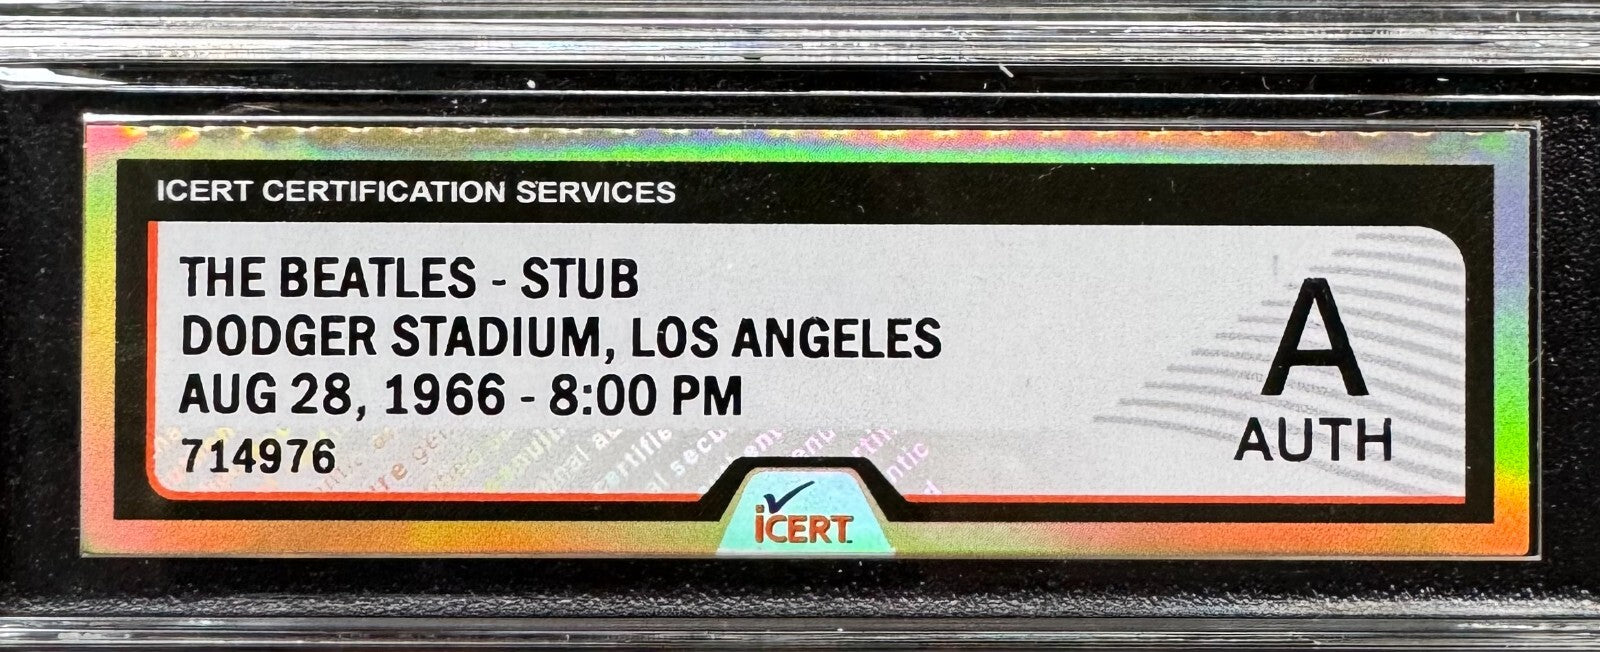 ICERT CERTIFICATION SERVICES
THE BEATLES - STUB
DODGER STADIUM, LOS ANGELES
AUG 28, 1966 - 8:00 PM
714976
A
AUTH
iCERT